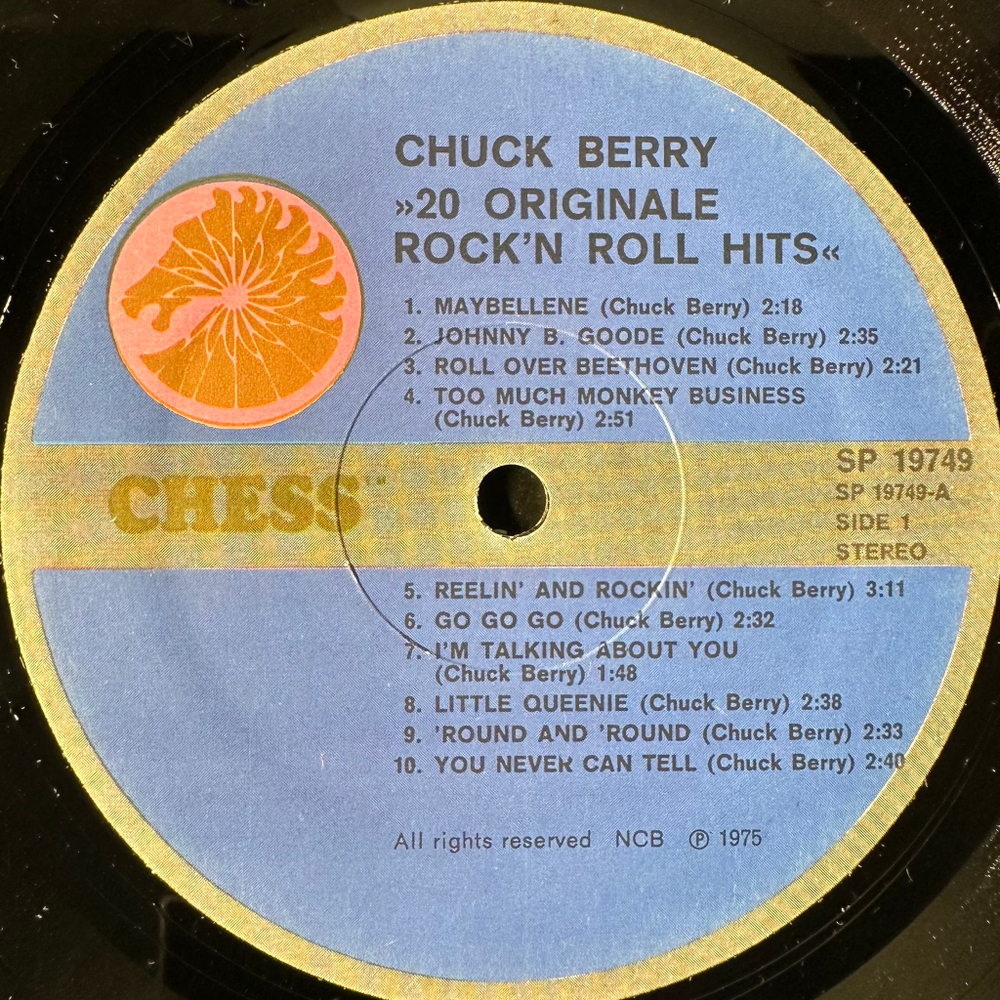 CHUCK BERRY
»20 ORIGINALE
ROCK'N ROLL HITS«
1. MAYBELLENE (Chuck Berry) 2:18
2. JOHNNY B. GOODE (Chuck Berry) 2:35
3. ROLL OVER BEETHOVEN (Chuck Berry) 2:21
4. TOO MUCH MONKEY BUSINESS
(Chuck Berry) 2:51
CHESS
SP 19749
SP 19749-A
SIDE 1
STEREO
5. REELIN' AND ROCKIN' (Chuck Berry) 3:11
6. GO GO GO (Chuck Berry) 2:32
7. I'M TALKING ABOUT YOU
(Chuck Berry) 1:48
8. LITTLE QUEENIE (Chuck Berry) 2:38
9. 'ROUND AND 'ROUND (Chuck Berry) 2:33
10. YOU NEVER CAN TELL (Chuck Berry) 2:40
All rights reserved NCB ℗ 1975